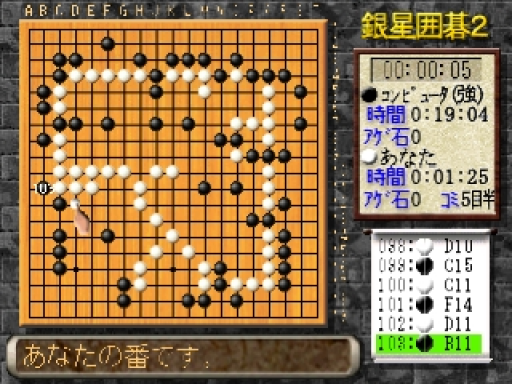 A B C D E F G H J K L
銀星囲碁2
00:00:05
コンピュータ(強)
時間 0:19:04
アゲ石0
あなた
時間 0:01:25
アゲ石0 コミ5目半
098: D10
099: C15
100: C11
101: F14
102: D11
103: B11
あなたの番です。